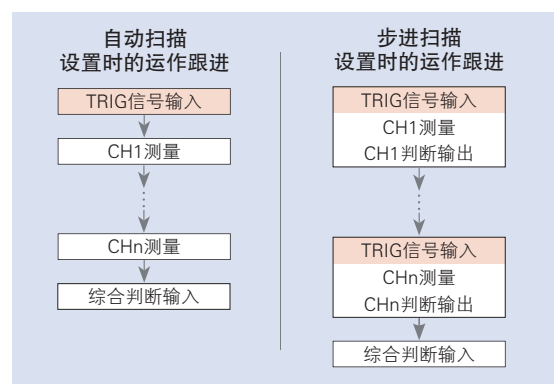 自动扫描
设置时的运作跟进
TRIG信号输入
CH1测量
CHn测量
综合判断输入
步进扫描
设置时的运作跟进
TRIG信号输入
CH1测量
CH1判断输出
TRIG信号输入
CHn测量
CHn判断输出
综合判断输入